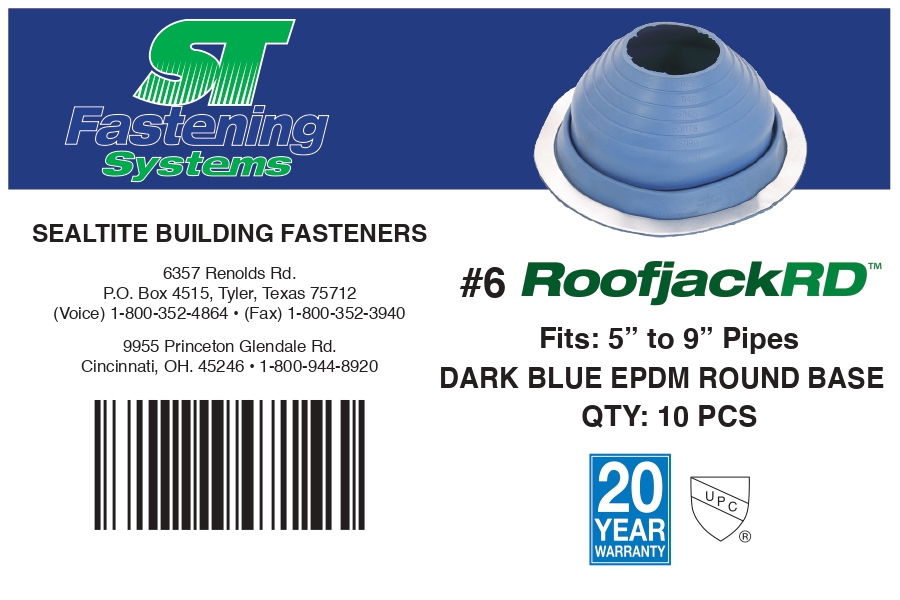 ST
Fastening
Systems
SEALTITE BUILDING FASTENERS
6357 Renolds Rd.
P.O. Box 4515, Tyler, Texas 75712
(Voice) 1-800-352-4864 • (Fax) 1-800-352-3940
9955 Princeton Glendale Rd.
Cincinnati, OH. 45246 • 1-800-944-8920
#6 RoofjackRD™
Fits: 5” to 9” Pipes
DARK BLUE EPDM ROUND BASE
QTY: 10 PCS
20
YEAR
WARRANTY
UPC
®